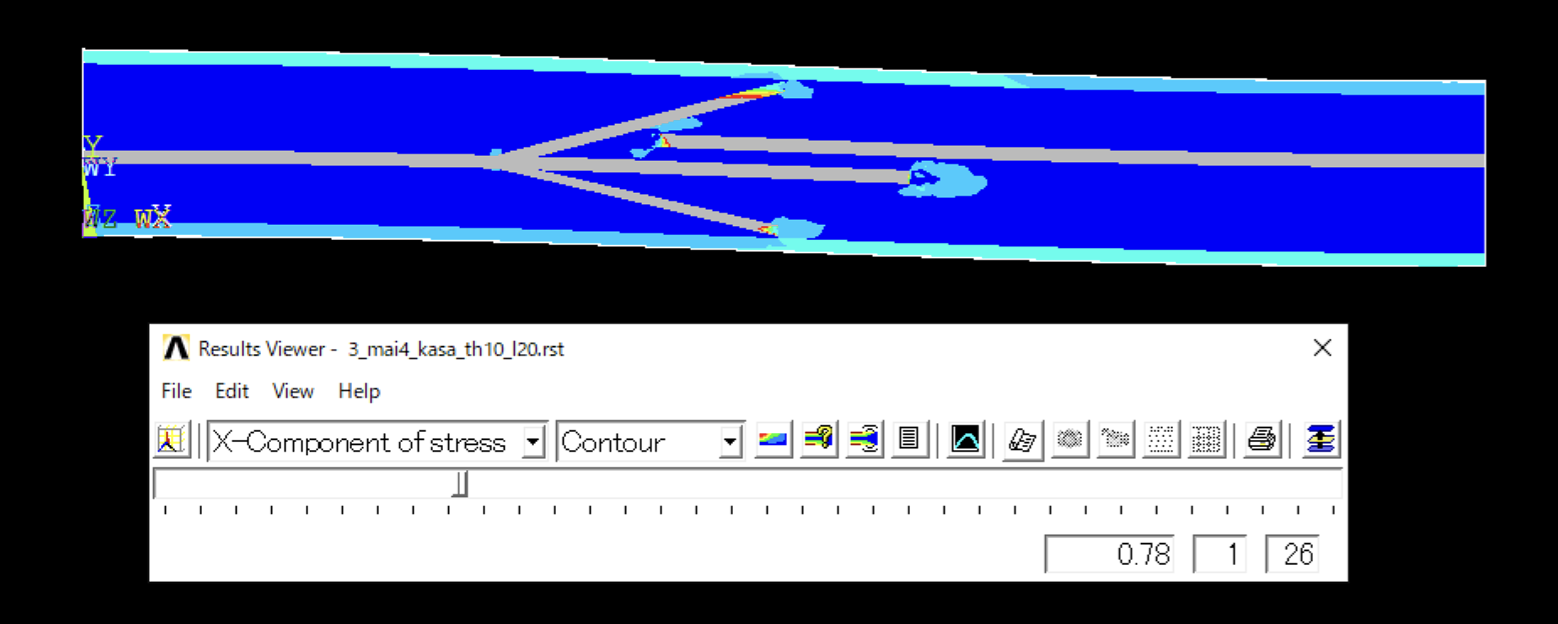 Y
WY
WZ WX
Results Viewer - 3_mai4_kasa_th10_l20.rst
File Edit View Help
X-Component of stress Contour
0.78 1 26